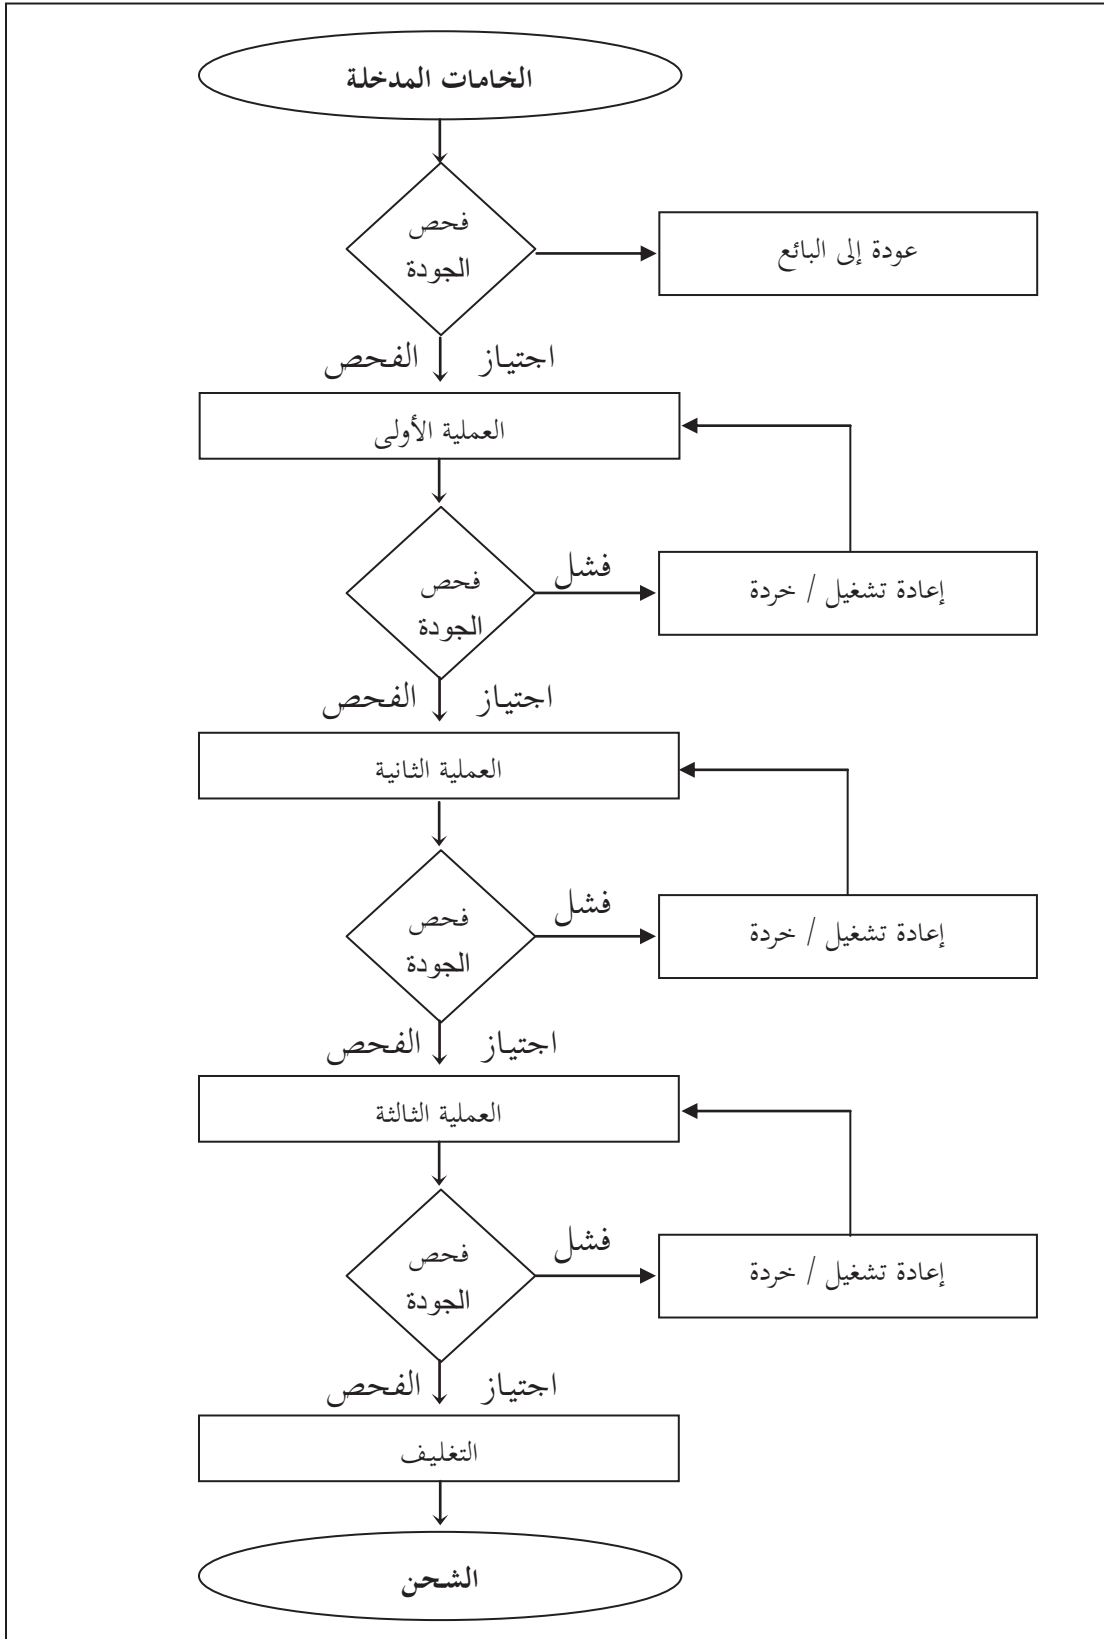 الخامات المدخلة
فحص
الجودة
عودة إلى البائع
اجتياز الفحص
العملية الأولى
فحص
الجودة
فشل
إعادة تشغيل / خردة
اجتياز الفحص
العملية الثانية
فحص
الجودة
فشل
إعادة تشغيل / خردة
اجتياز الفحص
العملية الثالثة
فحص
الجودة
فشل
إعادة تشغيل / خردة
اجتياز الفحص
التغليف
الشحن